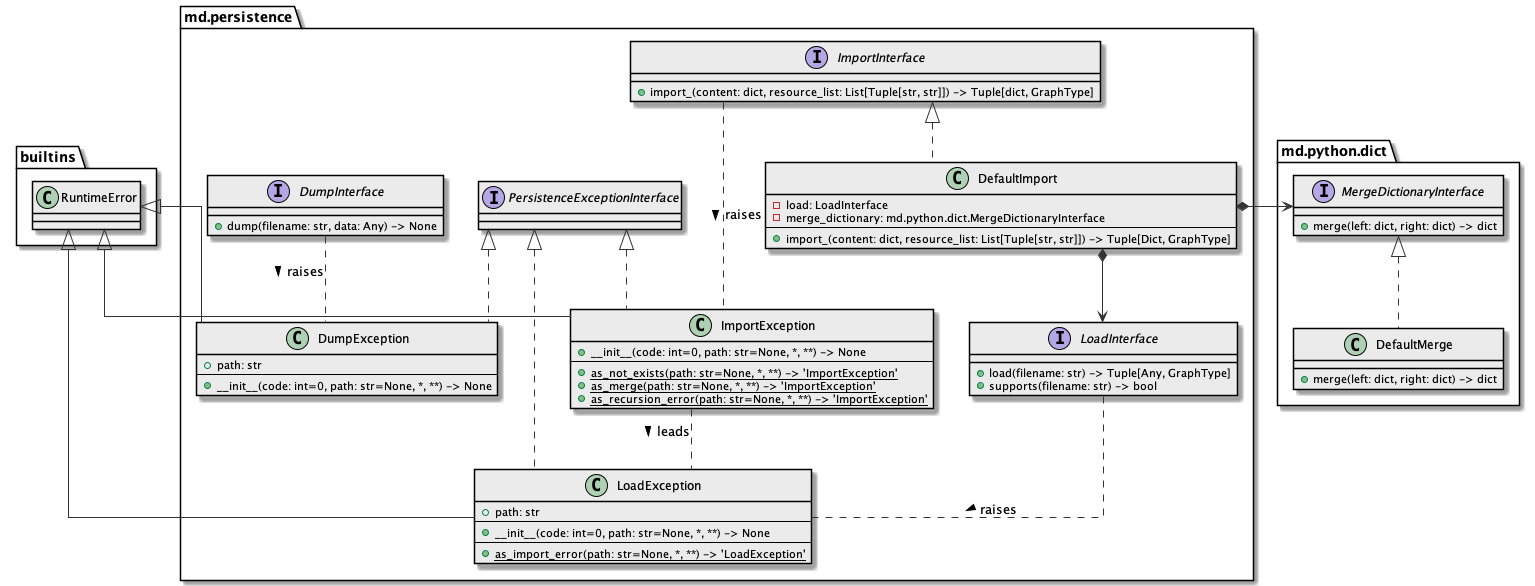 md.persistence
I ImportInterface
import_(content: dict, resource_list: List[Tuple[str, str]]) -> Tuple[dict, GraphType]
builtins
C RuntimeError
md.python.dict
I MergeDictionaryInterface
merge(left: dict, right: dict) -> dict
I DumpInterface
dump(filename: str, data: Any) -> None
I PersistenceExceptionInterface
raises
C DefaultImport
load: LoadInterface
merge_dictionary: md.python.dict.MergeDictionaryInterface
import_(content: dict, resource_list: List[Tuple[str, str]]) -> Tuple[Dict, GraphType]
raises
C DumpException
path: str
__init__(code: int=0, path: str=None, *, **) -> None
C ImportException
__init__(code: int=0, path: str=None, *, **) -> None
as_not_exists(path: str=None, *, **) -> 'ImportException'
as_merge(path: str=None, *, **) -> 'ImportException'
as_recursion_error(path: str=None, *, **) -> 'ImportException'
I LoadInterface
load(filename: str) -> Tuple[Any, GraphType]
supports(filename: str) -> bool
C DefaultMerge
merge(left: dict, right: dict) -> dict
leads
C LoadException
path: str
__init__(code: int=0, path: str=None, *, **) -> None
as_import_error(path: str=None, *, **) -> 'LoadException'
raises